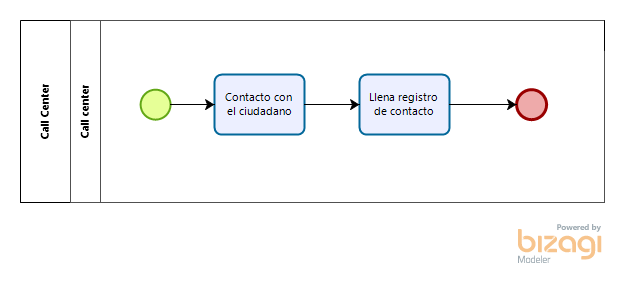 Call Center
Call center
Contacto con
el ciudadano
Llena registro
de contacto
Powered by
bizagi
Modeler